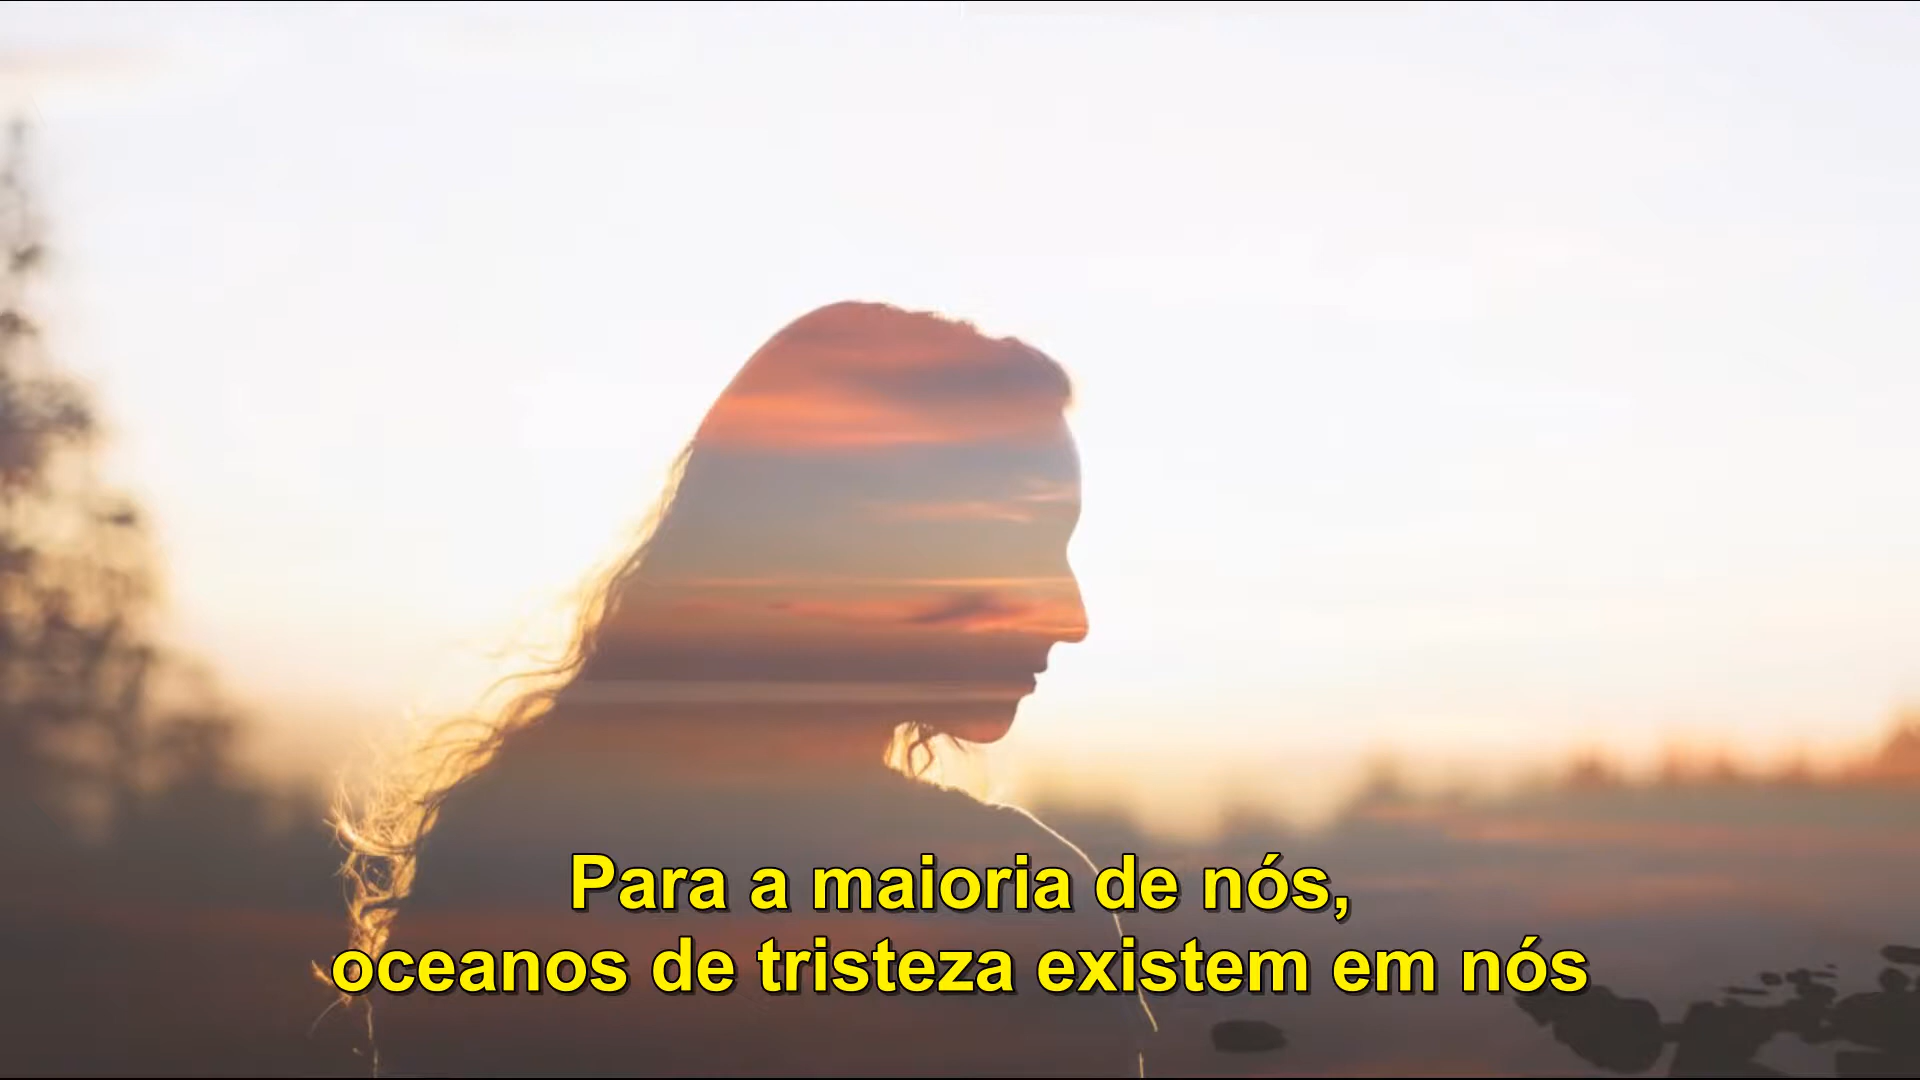 Para a maioria de nós,
oceanos de tristeza existem em nós